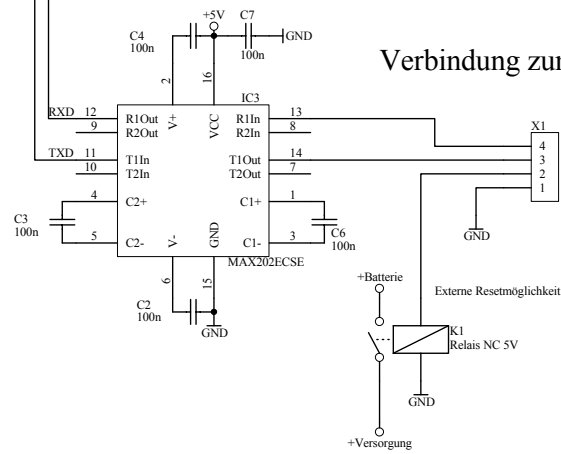 +5V
C7
C4
100n
GND
100n
Verbindung zur
2
16
IC3
RXD 12 R1Out V+ VCC R1In 13
9 R2Out R2In 8
TXD 11 T1In T1Out 14
10 T2In T2Out 7
4 C2+ C1+ 1
C3
100n
C6
100n
5 C2- V- GND C1- 3
MAX202ECSE
6
15
C2
100n
GND
X1
4
3
2
1
GND
+Batterie
Externe Resetmöglichkeit
K1
Relais NC 5V
GND
+Versorgung